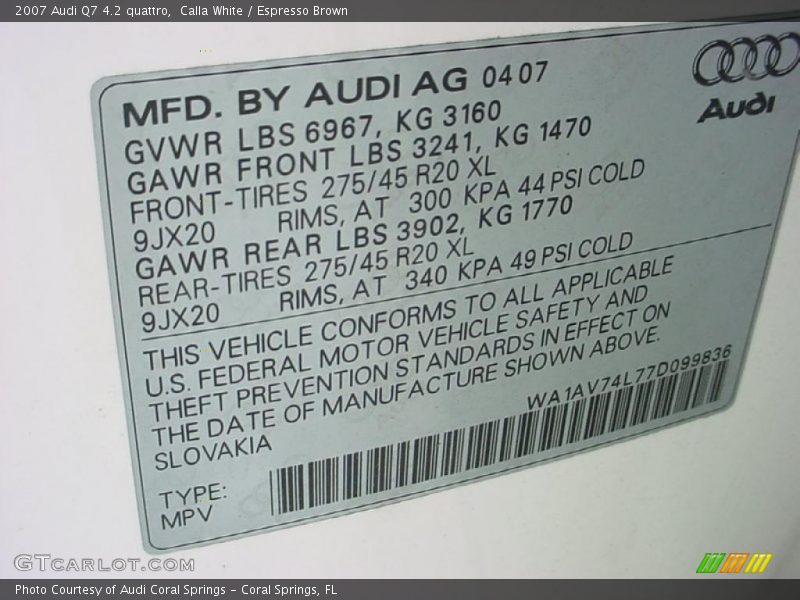 2007 Audi Q7 4.2 quattro,  Calla White / Espresso Brown
MFD. BY AUDI AG 0407
Audi
GVWR LBS 6967, KG 3160
GAWR FRONT LBS 3241, KG 1470
FRONT-TIRES 275/45 R20 XL
9JX20 RIMS, AT 300 KPA 44 PSI COLD
GAWR REAR LBS 3902, KG 1770
REAR-TIRES 275/45 R20 XL
9JX20 RIMS, AT 340 KPA 49 PSI COLD
THIS VEHICLE CONFORMS TO ALL APPLICABLE
U.S. FEDERAL MOTOR VEHICLE SAFETY AND
THEFT PREVENTION STANDARDS IN EFFECT ON
THE DATE OF MANUFACTURE SHOWN ABOVE.
SLOVAKIA
WA1AV74L77D099836
TYPE:
MPV
GTCARLOT.COM
Photo Courtesy of Audi Coral Springs - Coral Springs, FL